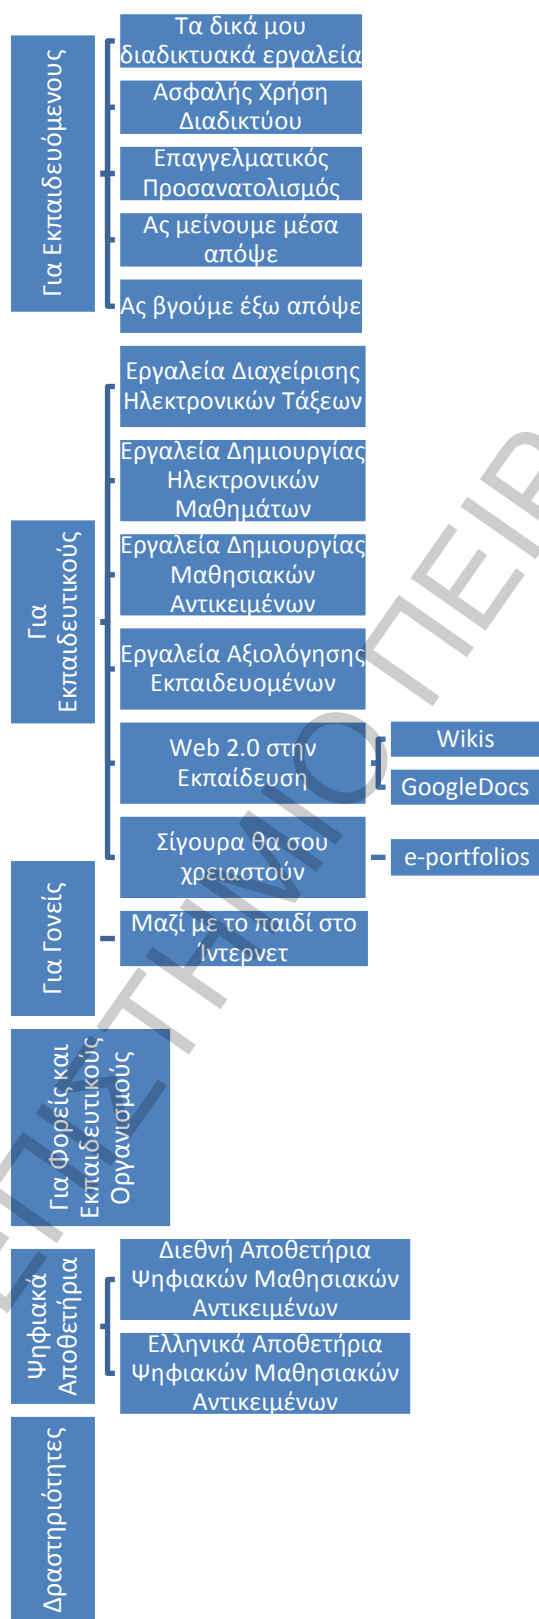 Για Εκπαιδευόμενους
Τα δικά μου
διαδικτυακά εργαλεία
Ασφαλής Χρήση
Διαδικτύου
Επαγγελματικός
Προσανατολισμός
Ας μείνουμε μέσα
απόψε
Ας βγούμε έξω απόψε
Για
Εκπαιδευτικούς
Εργαλεία Διαχείρισης
Ηλεκτρονικών Τάξεων
Εργαλεία Δημιουργίας
Ηλεκτρονικών
Μαθημάτων
Εργαλεία Δημιουργίας
Μαθησιακών
Αντικειμένων
Εργαλεία Αξιολόγησης
Εκπαιδευομένων
Web 2.0 στην
Εκπαίδευση
Wikis
GoogleDocs
Σίγουρα θα σου
χρειαστούν
e-portfolios
Για Γονείς
Μαζί με το παιδί στο
Ίντερνετ
Για Φορείς και
Εκπαιδευτικούς
Οργανισμούς
Ψηφιακά
Αποθετήρια
Διεθνή Αποθετήρια
Ψηφιακών Μαθησιακών
Αντικειμένων
Ελληνικά Αποθετήρια
Ψηφιακών Μαθησιακών
Αντικειμένων
Δραστηριότητες